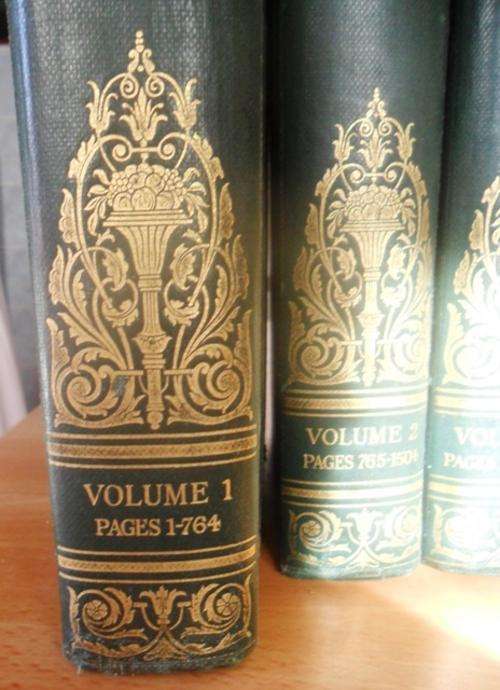 VOLUME 1
PAGES 1-764
VOLUME 2
PAGES 765-1504